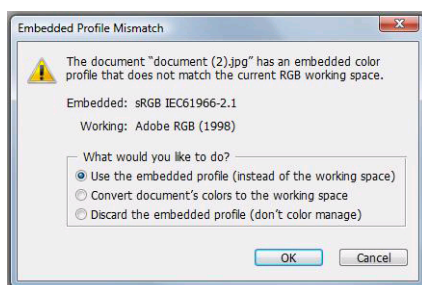 Embedded Profile Mismatch
The document “document (2).jpg” has an embedded color
profile that does not match the current RGB working space.
Embedded: sRGB IEC61966-2.1
Working: Adobe RGB (1998)
What would you like to do?
Use the embedded profile (instead of the working space)
Convert document's colors to the working space
Discard the embedded profile (don't color manage)
OK Cancel